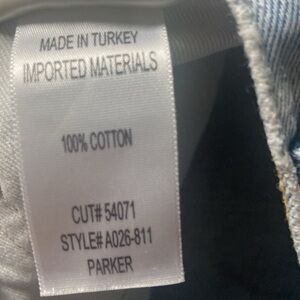 MADE IN TURKEY
IMPORTED MATERIALS
100% COTTON
CUT# 54071
STYLE# A026-811
PARKER